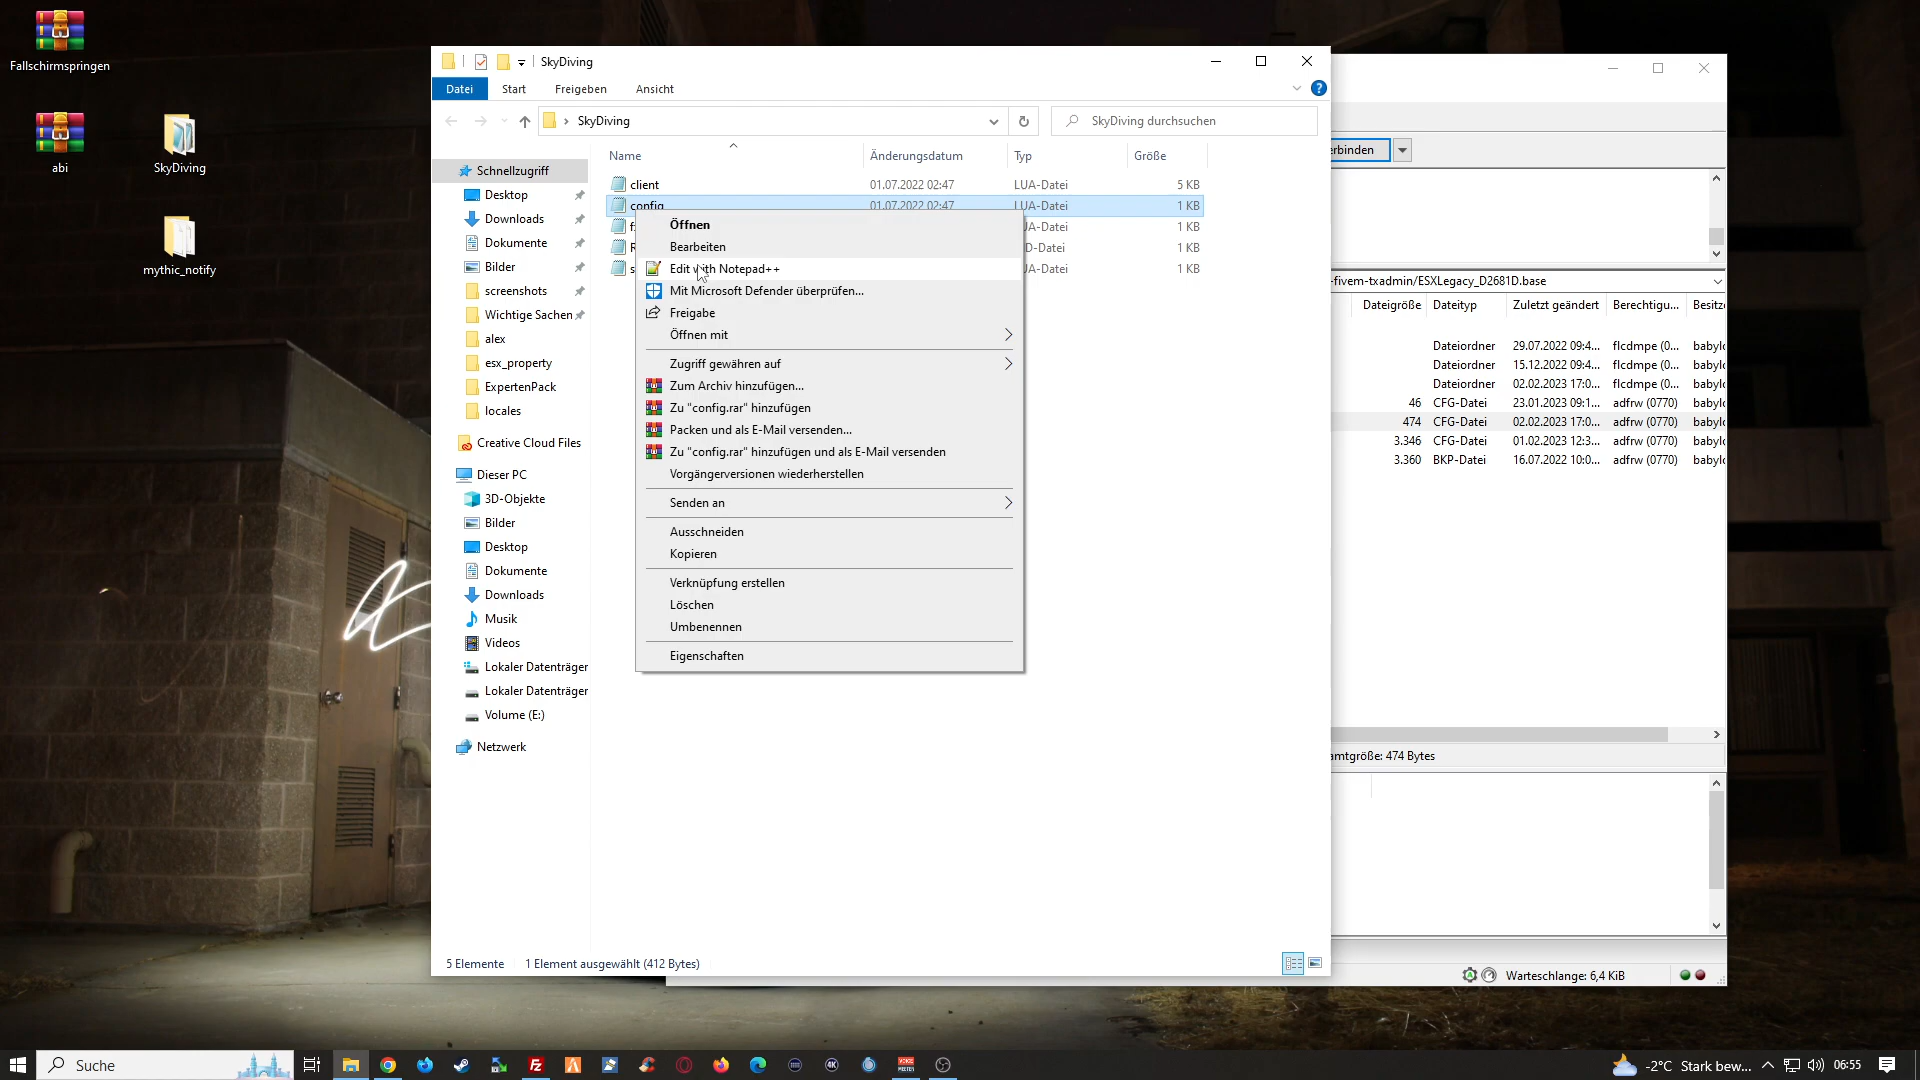 Fallschirmspringen
abi
SkyDiving
mythic_notify
SkyDiving
Datei
Start
Freigeben
Ansicht
SkyDiving
SkyDiving durchsuchen
Name
Änderungsdatum
Typ
Größe
Schnellzugriff
Desktop
Downloads
Dokumente
Bilder
screenshots
Wichtige Sachen
alex
esx_property
ExpertenPack
locales
Creative Cloud Files
Dieser PC
3D-Objekte
Bilder
Desktop
Dokumente
Downloads
Musik
Videos
Lokaler Datenträger
Lokaler Datenträger
Volume (E:)
Netzwerk
client 01.07.2022 02:47 LUA-Datei 5 KB
config 01.07.2022 02:47 LUA-Datei 1 KB
UA-Datei 1 KB
D-Datei 1 KB
UA-Datei 1 KB
Öffnen
Bearbeiten
Edit with Notepad++
Mit Microsoft Defender überprüfen...
Freigabe
Öffnen mit
Zugriff gewähren auf
Zum Archiv hinzufügen...
Zu "config.rar" hinzufügen
Packen und als E-Mail versenden...
Zu "config.rar" hinzufügen und als E-Mail versenden
Vorgängerversionen wiederherstellen
Senden an
Ausschneiden
Kopieren
Verknüpfung erstellen
Löschen
Umbenennen
Eigenschaften
5 Elemente
1 Element ausgewählt (412 Bytes)
erbinden
-fivem-txadmin/ESXLegacy_D2681D.base
Dateigröße Dateityp Zuletzt geändert Berechtigu... Besitz
Dateiordner 29.07.2022 09:4... flcdmpe (0... babyl
Dateiordner 15.12.2022 09:4... flcdmpe (0... babyl
Dateiordner 02.02.2023 17:0... flcdmpe (0... babyl
46 CFG-Datei 23.01.2023 09:1... adfrw (0770) babyl
474 CFG-Datei 02.02.2023 17:0... adfrw (0770) babyl
3.346 CFG-Datei 01.02.2023 12:3... adfrw (0770) babyl
3.360 BKP-Datei 16.07.2022 10:0... adfrw (0770) babyl
amtgröße: 474 Bytes
Warteschlange: 6,4 KiB
Suche
4K
-2°C Stark bew...
06:55